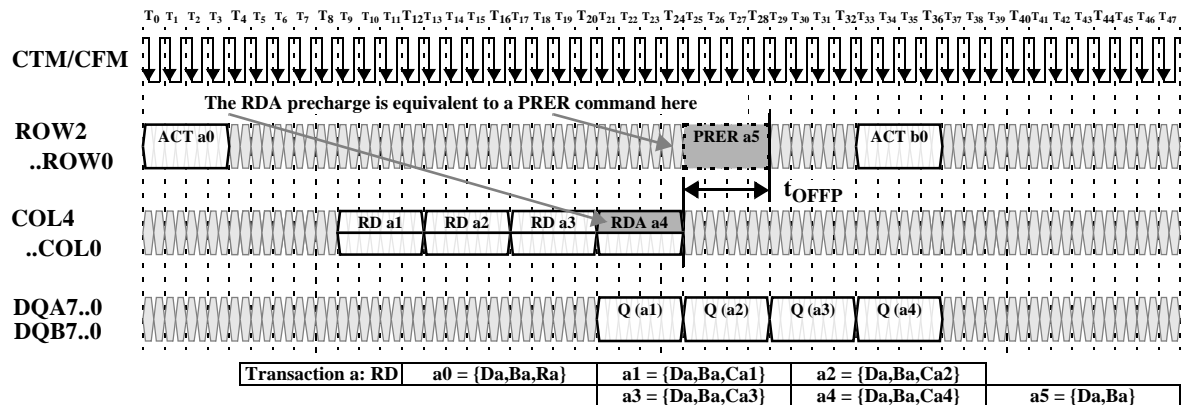 T0 T1 T2 T3 T4 T5 T6 T7 T8 T9 T10 T11 T12 T13 T14 T15 T16 T17 T18 T19 T20 T21 T22 T23 T24 T25 T26 T27 T28 T29 T30 T31 T32 T33 T34 T35 T36 T37 T38 T39 T40 T41 T42 T43 T44 T45 T46 T47
CTM/CFM
The RDA precharge is equivalent to a PRER command here
ROW2 ACT a0 PRER a5 ACT b0
..ROW0
tOFFP
COL4 RD a1 RD a2 RD a3 RDA a4
..COL0
DQA7..0 Q (a1) Q (a2) Q (a3) Q (a4)
DQB7..0
Transaction a: RD a0 = {Da,Ba,Ra} a1 = {Da,Ba,Ca1} a2 = {Da,Ba,Ca2}
a3 = {Da,Ba,Ca3} a4 = {Da,Ba,Ca4} a5 = {Da,Ba}